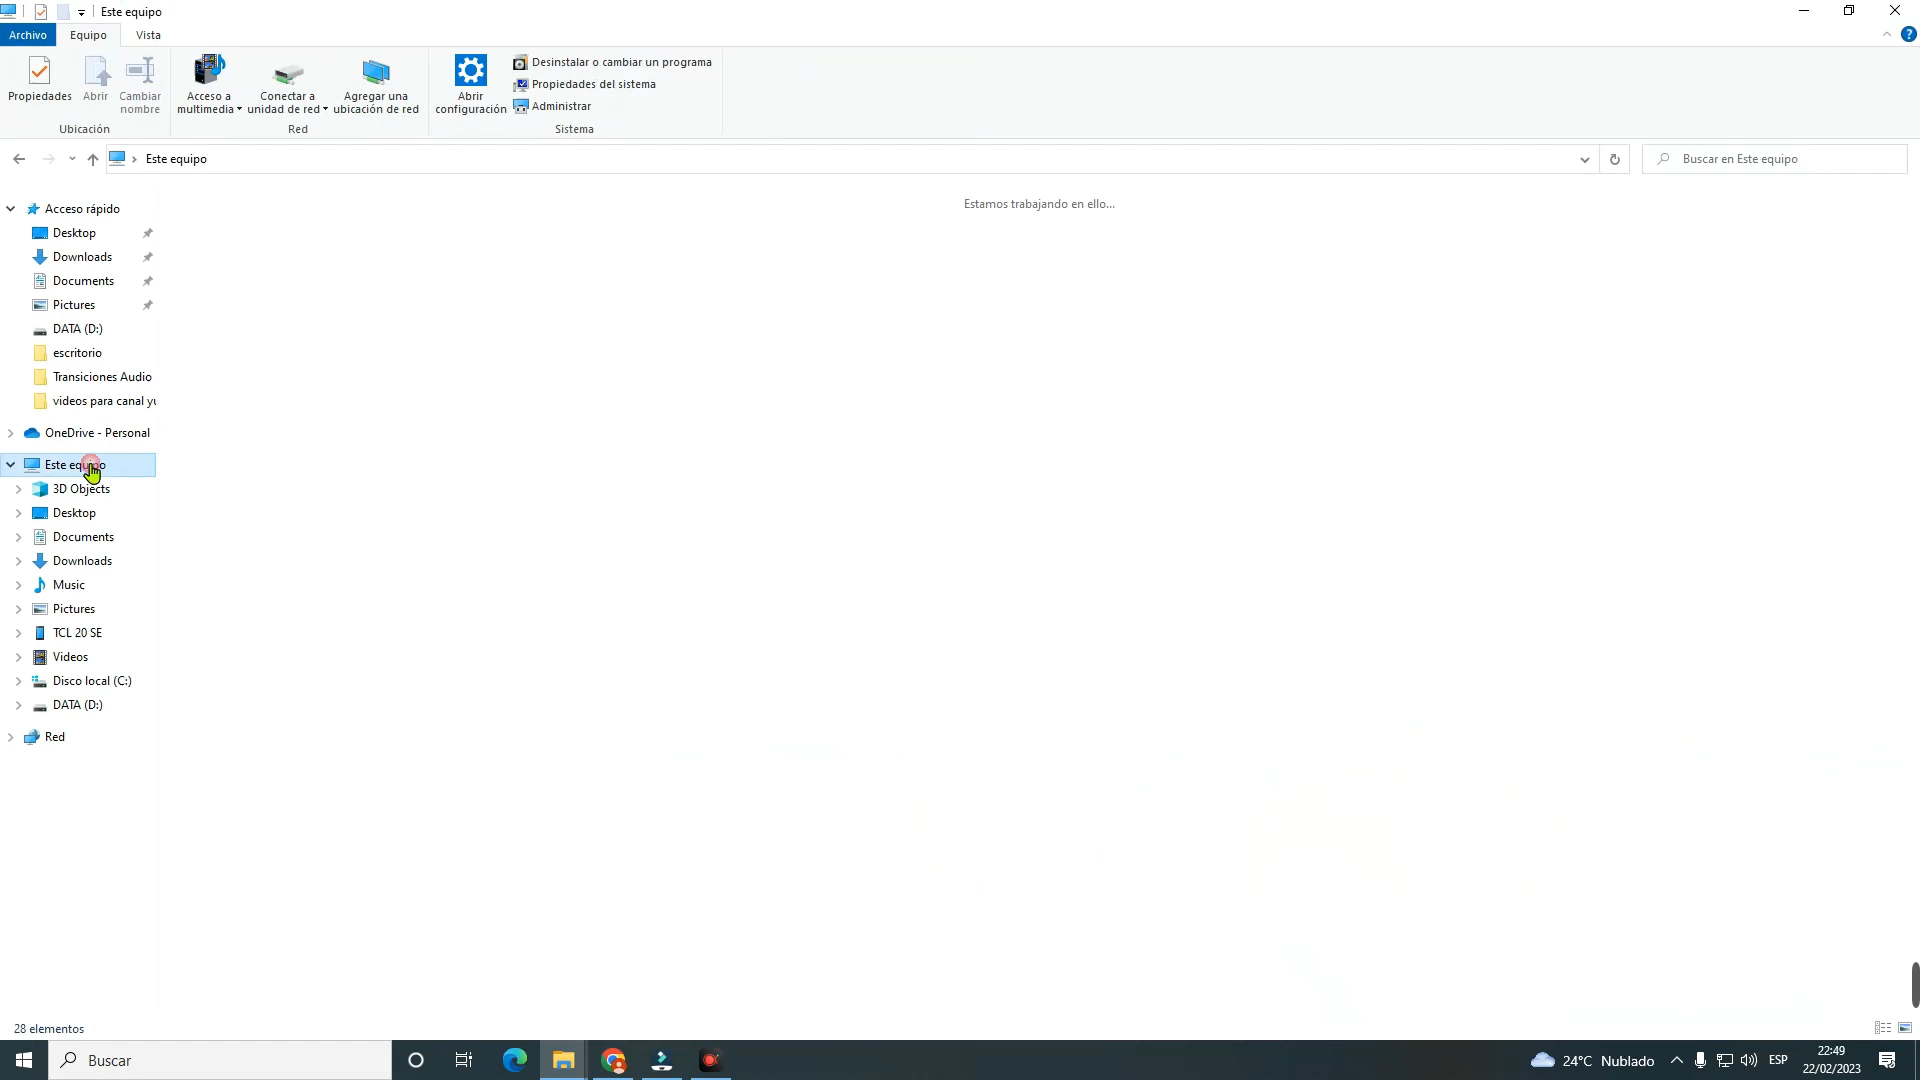 Este equipo
Archivo Equipo Vista
Propiedades Abrir Cambiar nombre
Acceso a multimedia Conectar a unidad de red Agregar una ubicación de red
Abrir configuración
Desinstalar o cambiar un programa
Propiedades del sistema
Administrar
Ubicación Red Sistema
Este equipo
Buscar en Este equipo
Estamos trabajando en ello...
Acceso rápido
Desktop
Downloads
Documents
Pictures
DATA (D:)
escritorio
Transiciones Audio
videos para canal yu
OneDrive - Personal
Este equipo
3D Objects
Desktop
Documents
Downloads
Music
Pictures
TCL 20 SE
Videos
Disco local (C:)
DATA (D:)
Red
28 elementos
Buscar
24°C Nublado
ESP
22:49
22/02/2023